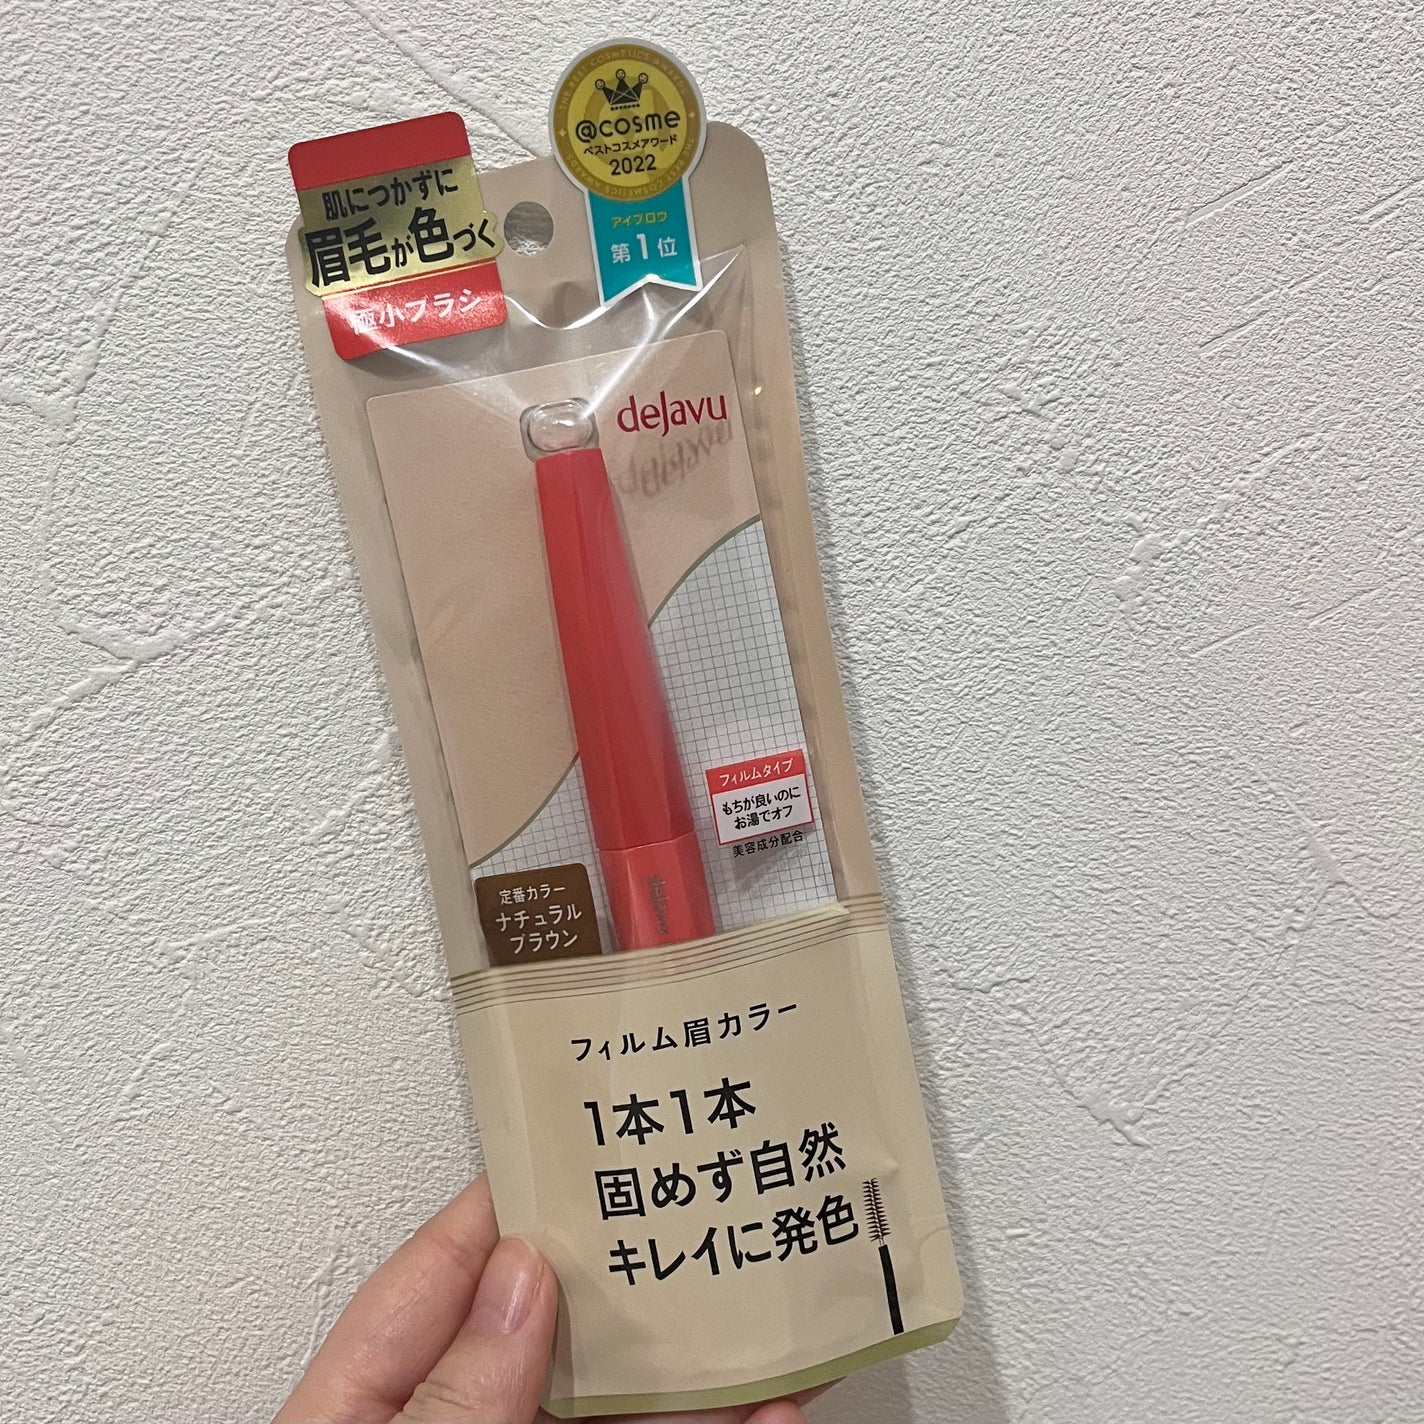 THE BEST COSMETICS AWARDS
@cosme
ベストコスメアワード
2022
アイブロウ
第1位
肌につかずに
眉毛が色づく
極小ブラシ
dejavu
フィルムタイプ
もちが良いのに
お湯でオフ
美容成分配合
定番カラー
ナチュラル
ブラウン
フィルム眉カラー
1本1本
固めず自然
キレイに発色